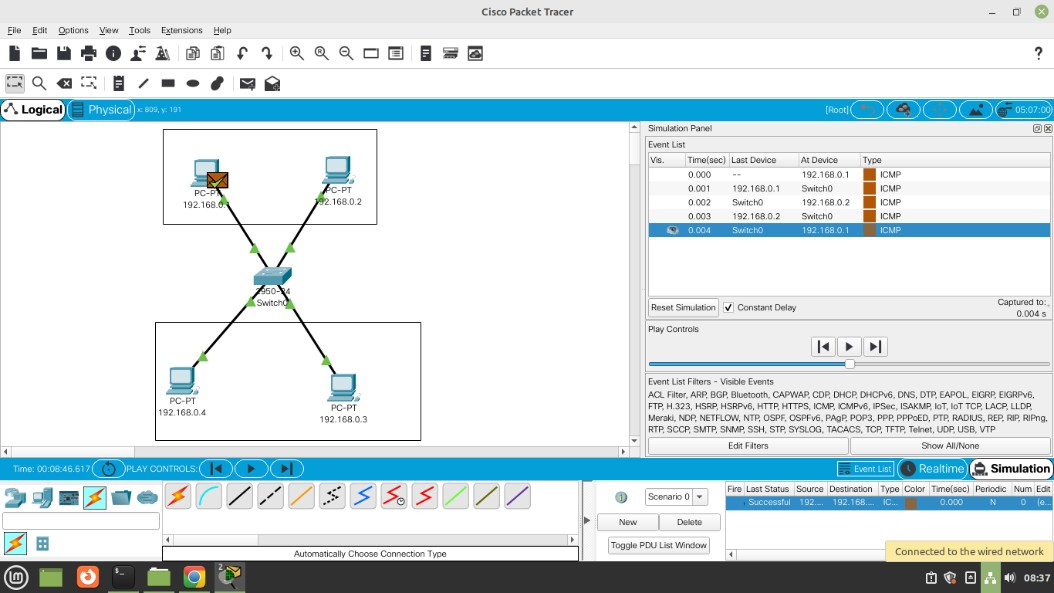 Cisco Packet Tracer
File Edit Options View Tools Extensions Help
?
Logical Physical x: 809, y: 191 [Root] 05:07:00
PC-PT
192.168.0.
PC-PT
192.168.0.2
2950-24
Switch0
PC-PT
192.168.0.4
PC-PT
192.168.0.3
Simulation Panel
Event List
Vis. Time(sec) Last Device At Device Type
0.000 -- 192.168.0.1 ICMP
0.001 192.168.0.1 Switch0 ICMP
0.002 Switch0 192.168.0.2 ICMP
0.003 192.168.0.2 Switch0 ICMP
0.004 Switch0 192.168.0.1 ICMP
Reset Simulation Constant Delay Captured to:
0.004 s
Play Controls
Event List Filters - Visible Events
ACL Filter, ARP, BGP, Bluetooth, CAPWAP, CDP, DHCP, DHCPv6, DNS, DTP, EAPOL, EIGRP, EIGRPv6,
FTP, H.323, HSRP, HSRPv6, HTTP, HTTPS, ICMP, ICMPv6, IPSec, ISAKMP, IoT, IoT TCP, LACP, LLDP,
Meraki, NDP, NETFLOW, NTP, OSPF, OSPFv6, PAgP, POP3, PPP, PPPoED, PTP, RADIUS, REP, RIP, RIPng,
RTP, SCCP, SMTP, SNMP, SSH, STP, SYSLOG, TACACS, TCP, TFTP, Telnet, UDP, USB, VTP
Edit Filters Show All/None
Time: 00:08:46.617 PLAY CONTROLS: Event List Realtime Simulation
Automatically Choose Connection Type
Scenario 0
New Delete
Toggle PDU List Window
Fire Last Status Source Destination Type Color Time(sec) Periodic Num Edit
Successful 192.... 192.168.... IC... 0.000 N 0 (e...
Connected to the wired network
2
08:37